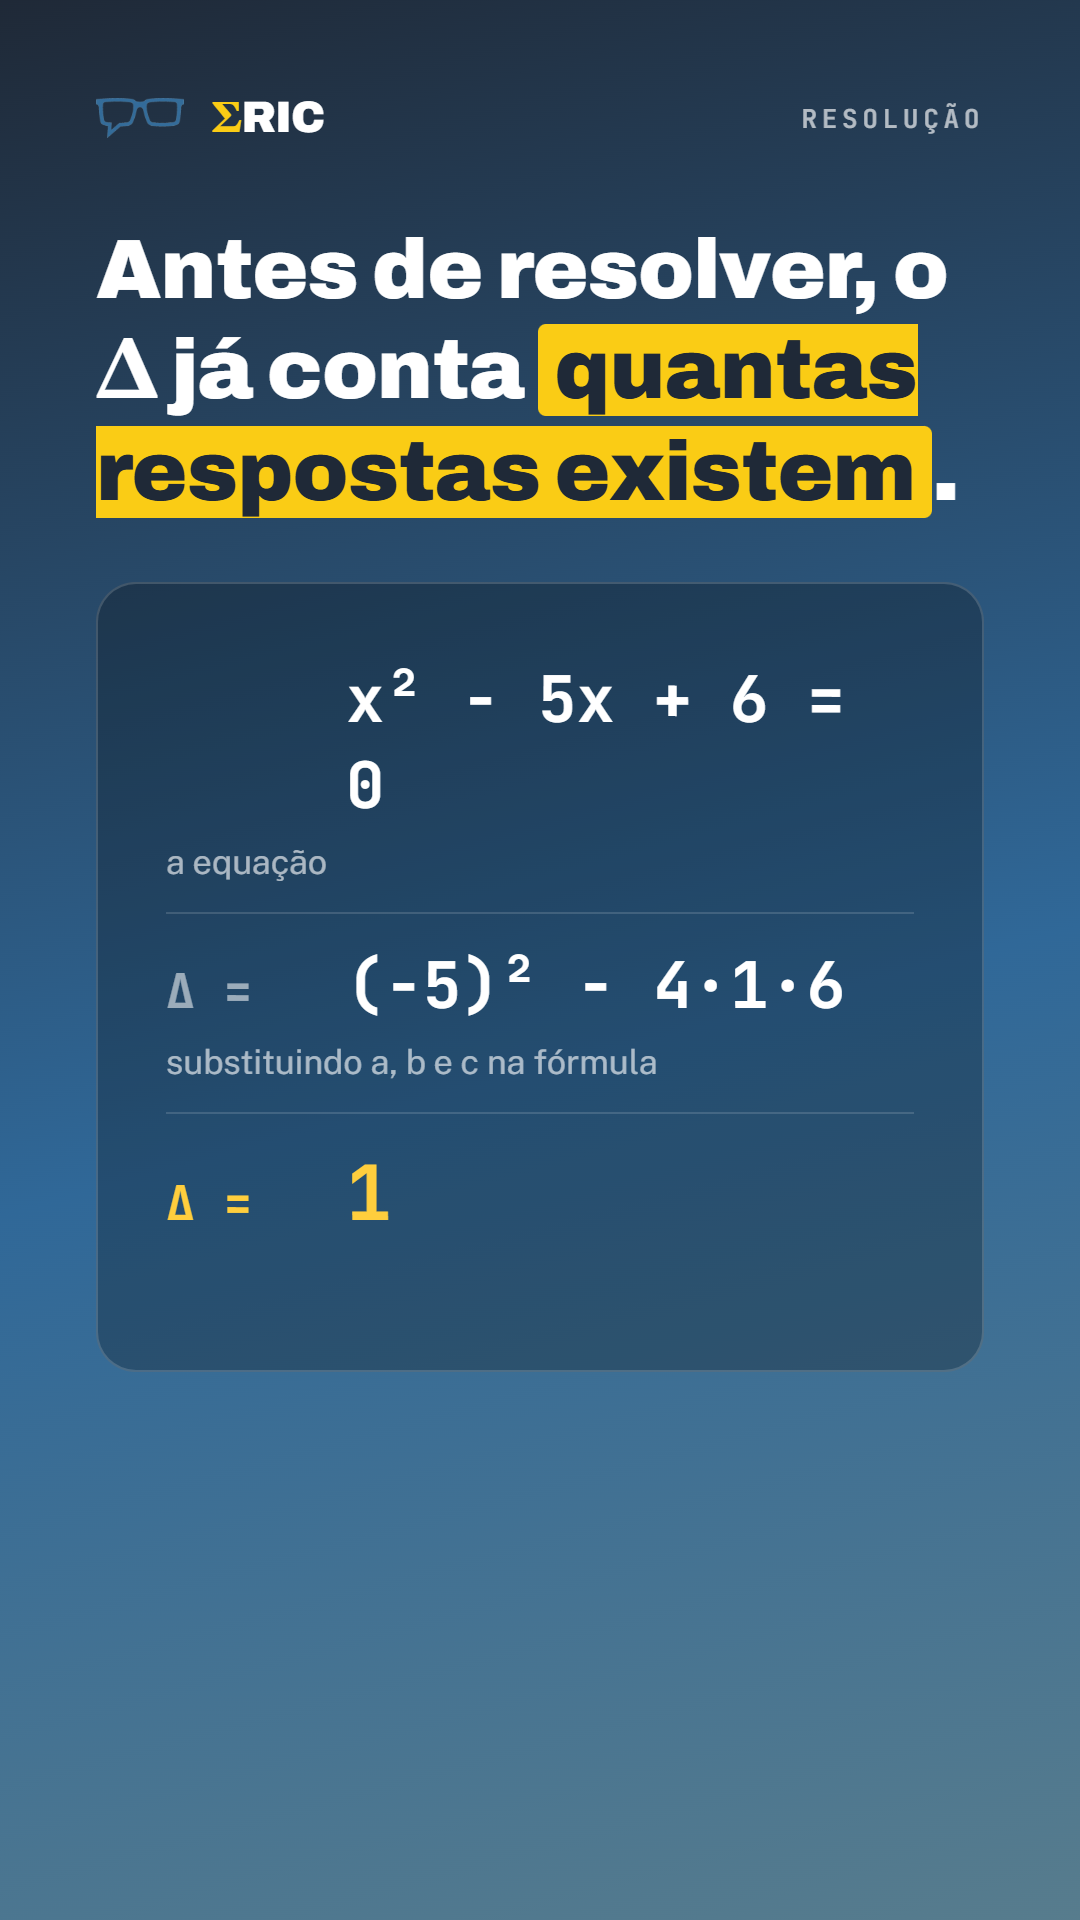 ΣRIC
RESOLUÇÃO
Antes de resolver, o
Δ já conta quantas
respostas existem.
x² - 5x + 6 =
0
a equação
Δ = (-5)² - 4·1·6
substituindo a, b e c na fórmula
Δ = 1